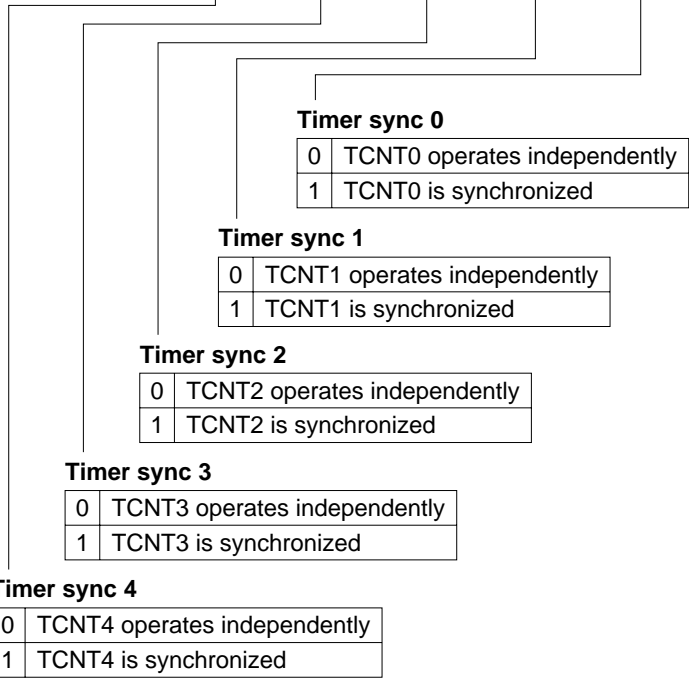 Timer sync 0
0 TCNT0 operates independently
1 TCNT0 is synchronized
Timer sync 1
0 TCNT1 operates independently
1 TCNT1 is synchronized
Timer sync 2
0 TCNT2 operates independently
1 TCNT2 is synchronized
Timer sync 3
0 TCNT3 operates independently
1 TCNT3 is synchronized
Timer sync 4
0 TCNT4 operates independently
1 TCNT4 is synchronized